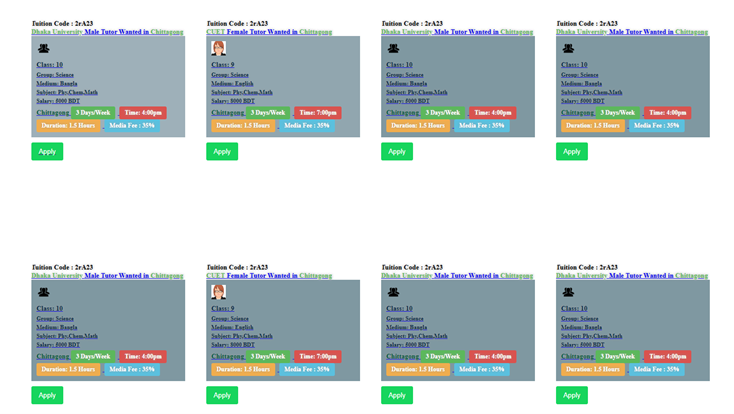 Tuition Code : 2rA23
Dhaka University Male Tutor Wanted in Chittagong
Class: 10
Group: Science
Medium: Bangla
Subject: Phy,Chem,Math
Salary: 8000 BDT
Chittagong 3 Days/Week Time: 4:00pm
Duration: 1.5 Hours Media Fee : 35%
Apply
Tuition Code : 2rA23
CUET Female Tutor Wanted in Chittagong
Class: 9
Group: Science
Medium: English
Subject: Phy,Chem,Math
Salary: 8000 BDT
Chittagong 3 Days/Week Time: 7:00pm
Duration: 1.5 Hours Media Fee : 35%
Apply
Tuition Code : 2rA23
Dhaka University Male Tutor Wanted in Chittagong
Class: 10
Group: Science
Medium: Bangla
Subject: Phy,Chem,Math
Salary: 8000 BDT
Chittagong 3 Days/Week Time: 4:00pm
Duration: 1.5 Hours Media Fee : 35%
Apply
Tuition Code : 2rA23
Dhaka University Male Tutor Wanted in Chittagong
Class: 10
Group: Science
Medium: Bangla
Subject: Phy,Chem,Math
Salary: 8000 BDT
Chittagong 3 Days/Week Time: 4:00pm
Duration: 1.5 Hours Media Fee : 35%
Apply
Tuition Code : 2rA23
Dhaka University Male Tutor Wanted in Chittagong
Class: 10
Group: Science
Medium: Bangla
Subject: Phy,Chem,Math
Salary: 8000 BDT
Chittagong 3 Days/Week Time: 4:00pm
Duration: 1.5 Hours Media Fee : 35%
Apply
Tuition Code : 2rA23
CUET Female Tutor Wanted in Chittagong
Class: 9
Group: Science
Medium: English
Subject: Phy,Chem,Math
Salary: 8000 BDT
Chittagong 3 Days/Week Time: 7:00pm
Duration: 1.5 Hours Media Fee : 35%
Apply
Tuition Code : 2rA23
Dhaka University Male Tutor Wanted in Chittagong
Class: 10
Group: Science
Medium: Bangla
Subject: Phy,Chem,Math
Salary: 8000 BDT
Chittagong 3 Days/Week Time: 4:00pm
Duration: 1.5 Hours Media Fee : 35%
Apply
Tuition Code : 2rA23
Dhaka University Male Tutor Wanted in Chittagong
Class: 10
Group: Science
Medium: Bangla
Subject: Phy,Chem,Math
Salary: 8000 BDT
Chittagong 3 Days/Week Time: 4:00pm
Duration: 1.5 Hours Media Fee : 35%
Apply